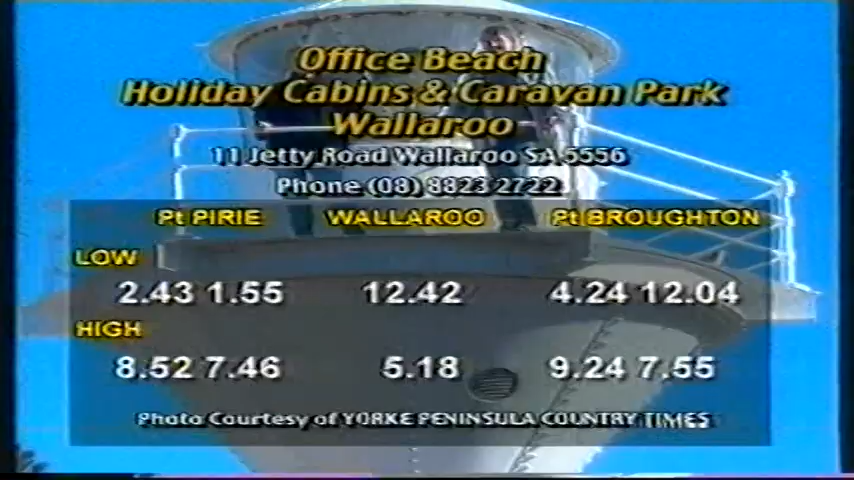 Office Beach
Holiday Cabins & Caravan Park
Wallaroo
11 Jetty Road Wallaroo SA 5556
Phone (08) 8823 2722
Pt PIRIE WALLAROO Pt BROUGHTON
LOW
2.43 1.55 12.42 4.24 12.04
HIGH
8.52 7.46 5.18 9.24 7.55
Photo Courtesy of YORKE PENINSULA COUNTRY TIMES